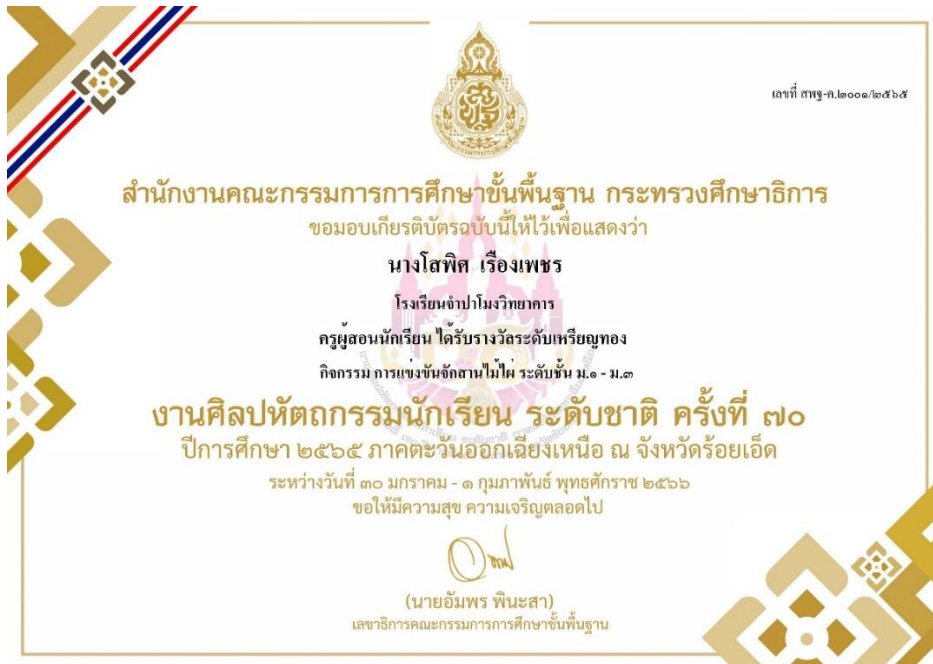 เลขที่ สพฐ-ค.๒๐๐๑/๒๕๖๕
สำนักงานคณะกรรมการการศึกษาขั้นพื้นฐาน กระทรวงศึกษาธิการ
ขอมอบเกียรติบัตรฉบับนี้ให้ไว้เพื่อแสดงว่า
นางโสพิศ เรืองเพชร
โรงเรียนจำปาโมงวิทยาคาร
ครูผู้สอนนักเรียน ได้รับรางวัลระดับเหรียญทอง
กิจกรรม การแข่งขันจักสานไม้ไผ่ ระดับชั้น ม.๑ - ม.๓
งานศิลปหัตถกรรมนักเรียน ระดับชาติ ครั้งที่ ๗๐
ปีการศึกษา ๒๕๖๕ ภาคตะวันออกเฉียงเหนือ ณ จังหวัดร้อยเอ็ด
ระหว่างวันที่ ๓๐ มกราคม - ๑ กุมภาพันธ์ พุทธศักราช ๒๕๖๖
ขอให้มีความสุข ความเจริญตลอดไป
(นายอัมพร พินะสา)
เลขาธิการคณะกรรมการการศึกษาขั้นพื้นฐาน